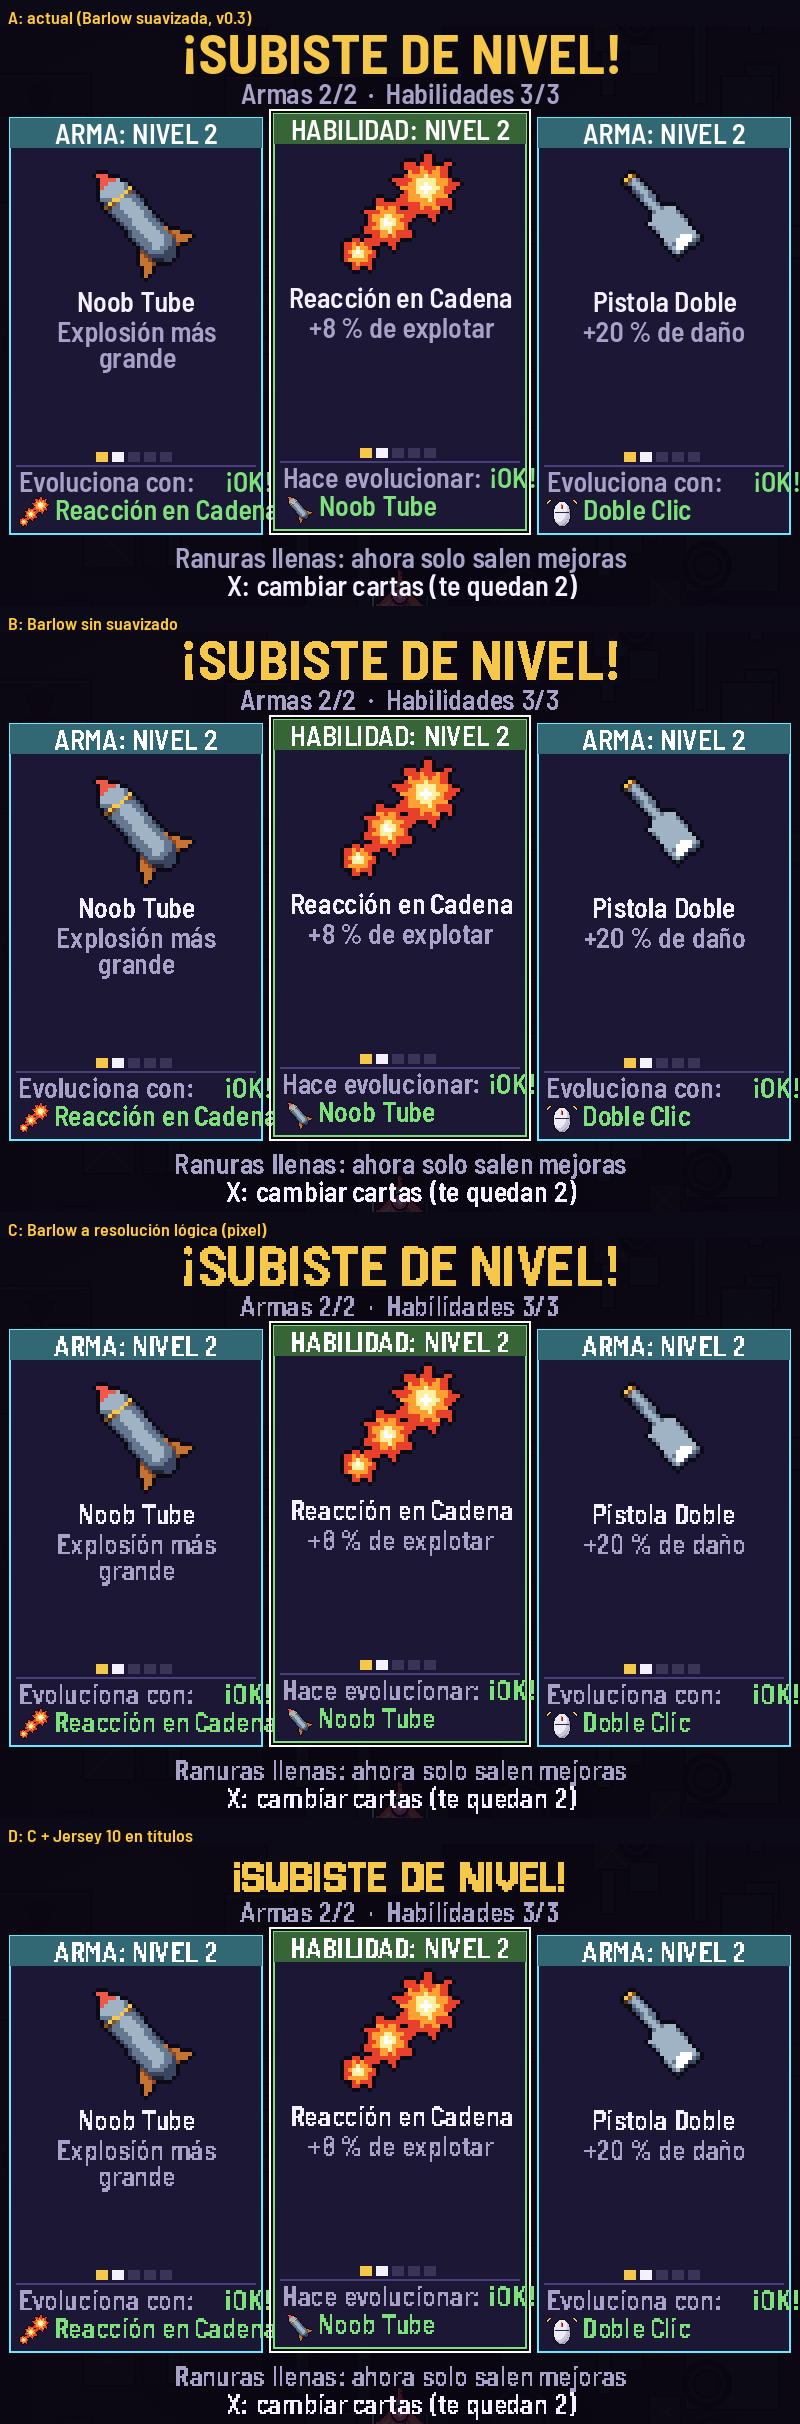 A: actual (Barlow suavizada, v0.3)
¡SUBISTE DE NIVEL!
Armas 2/2 · Habilidades 3/3
ARMA: NIVEL 2
Noob Tube
Explosión más
grande
Evoluciona con: ¡OK!
Reacción en Cadena
HABILIDAD: NIVEL 2
Reacción en Cadena
+8 % de explotar
Hace evolucionar: ¡OK!
Noob Tube
ARMA: NIVEL 2
Pistola Doble
+20 % de daño
Evoluciona con: ¡OK!
Doble Clic
Ranuras llenas: ahora solo salen mejoras
X: cambiar cartas (te quedan 2)
B: Barlow sin suavizado
¡SUBISTE DE NIVEL!
Armas 2/2 · Habilidades 3/3
ARMA: NIVEL 2
Noob Tube
Explosión más
grande
Evoluciona con: ¡OK!
Reacción en Cadena
HABILIDAD: NIVEL 2
Reacción en Cadena
+8 % de explotar
Hace evolucionar: ¡OK!
Noob Tube
ARMA: NIVEL 2
Pistola Doble
+20 % de daño
Evoluciona con: ¡OK!
Doble Clic
Ranuras llenas: ahora solo salen mejoras
X: cambiar cartas (te quedan 2)
C: Barlow a resolución lógica (pixel)
¡SUBISTE DE NIVEL!
Armas 2/2 · Habilidades 3/3
ARMA: NIVEL 2
Noob Tube
Explosión más
grande
Evoluciona con: ¡OK!
Reacción en Cadena
HABILIDAD: NIVEL 2
Reacción en Cadena
+8 % de explotar
Hace evolucionar: ¡OK!
Noob Tube
ARMA: NIVEL 2
Pistola Doble
+20 % de daño
Evoluciona con: ¡OK!
Doble Clic
Ranuras llenas: ahora solo salen mejoras
X: cambiar cartas (te quedan 2)
D: C + Jersey 10 en títulos
¡SUBISTE DE NIVEL!
Armas 2/2 · Habilidades 3/3
ARMA: NIVEL 2
Noob Tube
Explosión más
grande
Evoluciona con: ¡OK!
Reacción en Cadena
HABILIDAD: NIVEL 2
Reacción en Cadena
+8 % de explotar
Hace evolucionar: ¡OK!
Noob Tube
ARMA: NIVEL 2
Pistola Doble
+20 % de daño
Evoluciona con: ¡OK!
Doble Clic
Ranuras llenas: ahora solo salen mejoras
X: cambiar cartas (te quedan 2)